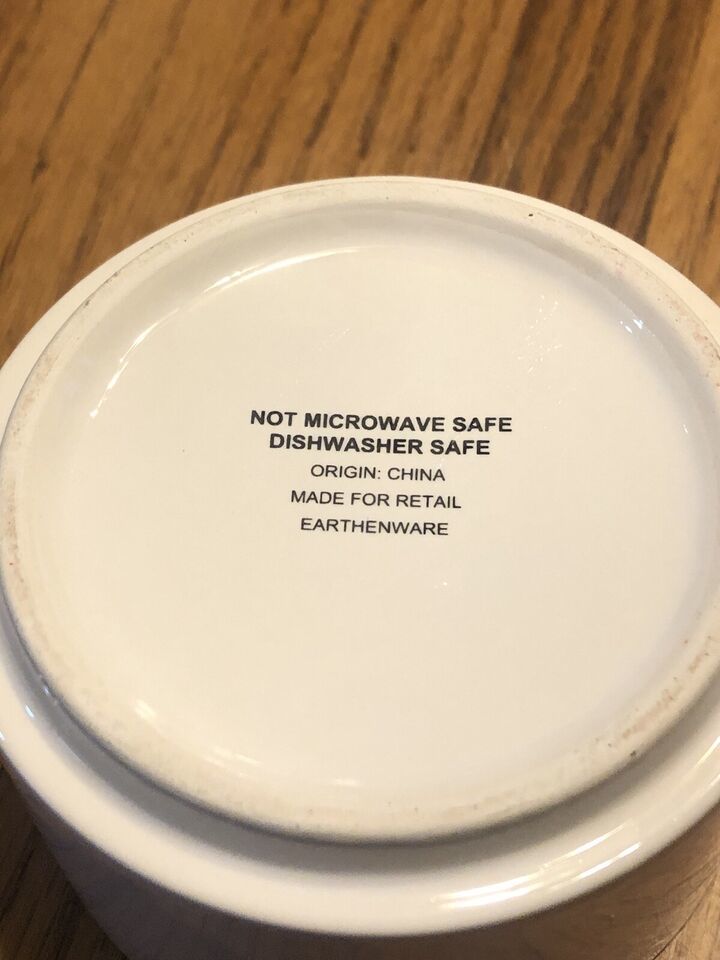 NOT MICROWAVE SAFE
DISHWASHER SAFE
ORIGIN: CHINA
MADE FOR RETAIL
EARTHENWARE